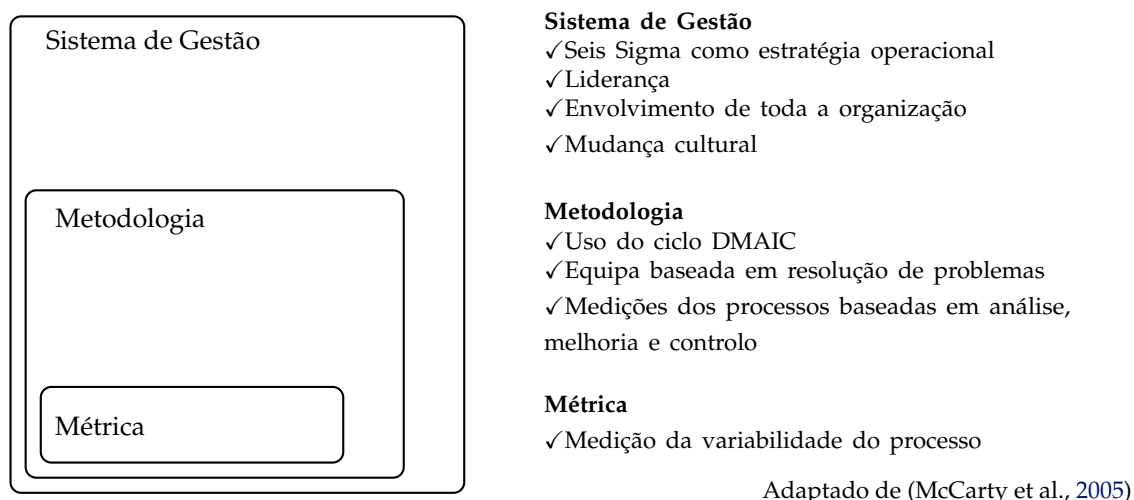 Sistema de Gestão
Metodologia
Métrica
Sistema de Gestão
✓Seis Sigma como estratégia operacional
✓Liderança
✓Envolvimento de toda a organização
✓Mudança cultural
Metodologia
✓Uso do ciclo DMAIC
✓Equipa baseada em resolução de problemas
✓Medições dos processos baseadas em análise,
melhoria e controlo
Métrica
✓Medição da variabilidade do processo
Adaptado de (McCarty et al., 2005)